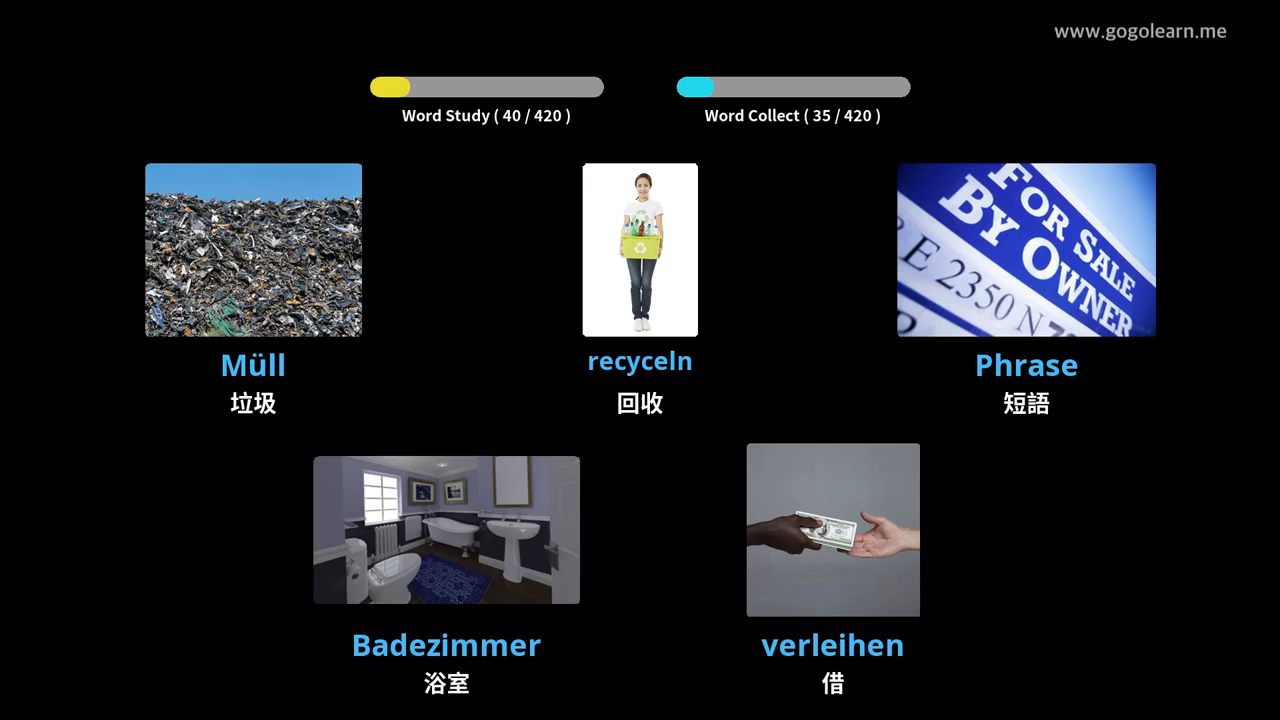 www.gogolearn.me
Word Study ( 40 / 420 )
Word Collect ( 35 / 420 )
FOR SALE
BY OWNER
E 2350 N
Müll
垃圾
recyceln
回收
Phrase
短語
Badezimmer
浴室
verleihen
借